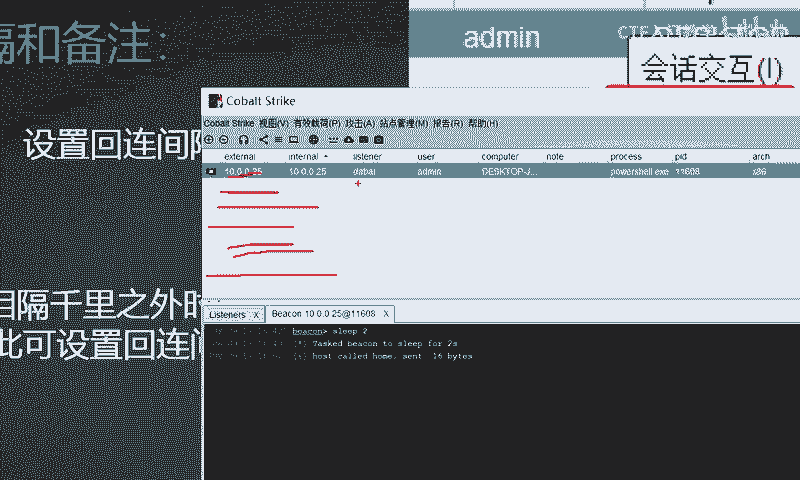 隔和备注：
admin
会话交互(I)
Cobalt Strike
设置回连间隔
Cobalt Strike 视图(V) 有效载荷(P) 攻击(A) 站点管理(M) 报告(R) 帮助(H)
external internal listener user computer note process pid arch
10.0.0.25 10.0.0.25 admin DESKTOP-J... powershell.exe 11608 x86
Listeners X Beacon 10.0.0.25@11608 X
beacon> sleep 2
[*] Tasked beacon to sleep for 2s
[+] host called home, sent 16 bytes
相隔千里之外时
此可设置回连间